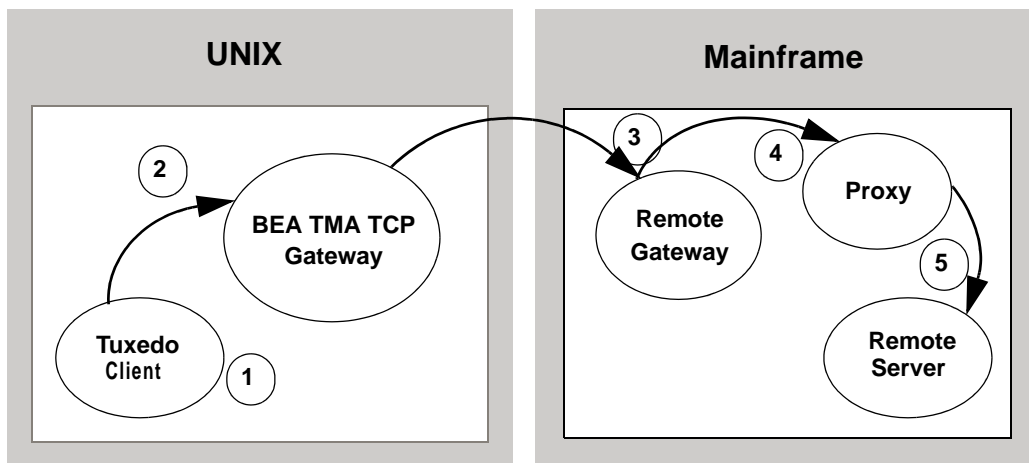 UNIX
2
BEA TMA TCP
Gateway
Tuxedo
Client
1
Mainframe
3
4
Remote
Gateway
Proxy
5
Remote
Server